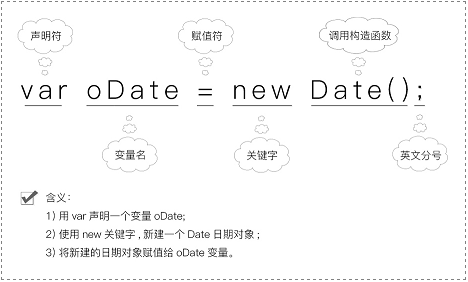 声明符 赋值符 调用构造函数
var oDate = new Date();
变量名 关键字 英文分号
含义：
1) 用 var 声明一个变量 oDate;
2) 使用 new 关键字 , 新建一个 Date 日期对象 ;
3) 将新建的日期对象赋值给 oDate 变量。